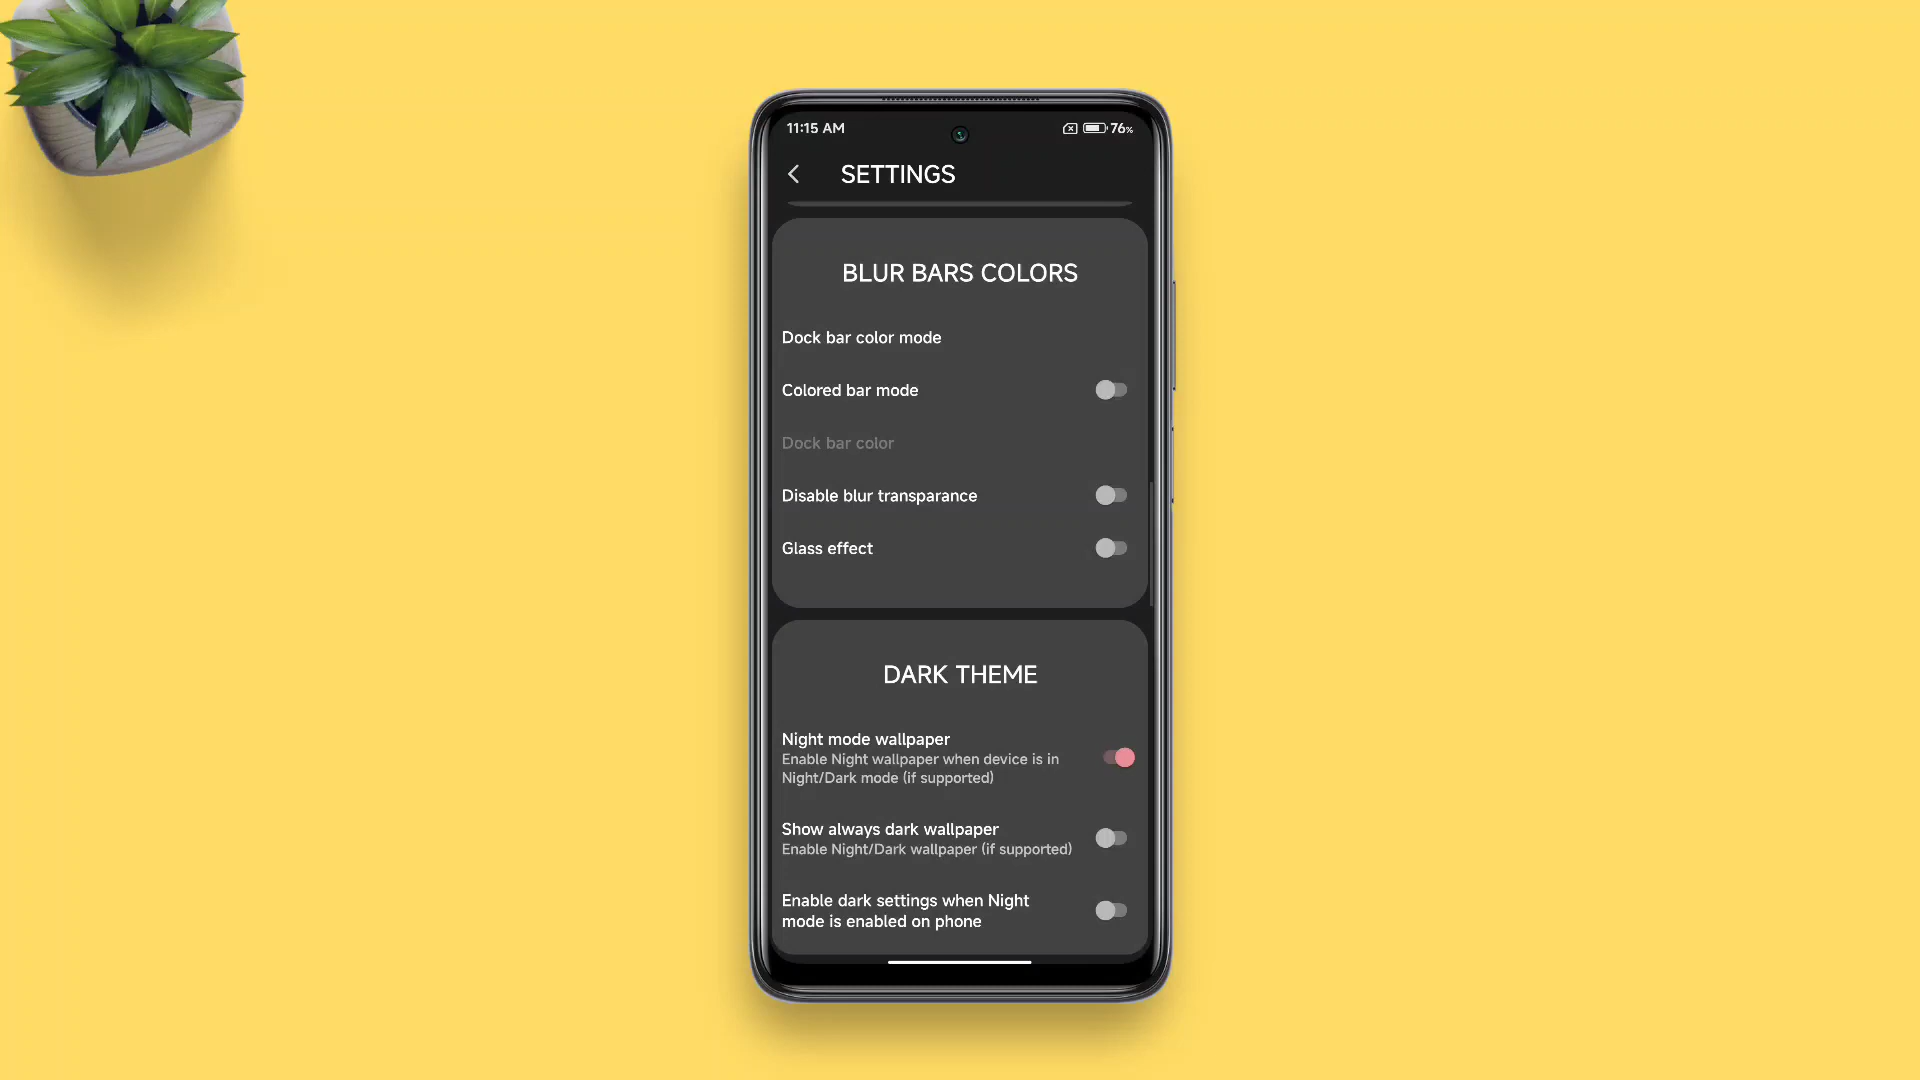 11:15 AM
76%
SETTINGS
BLUR BARS COLORS
Dock bar color mode
Colored bar mode
Dock bar color
Disable blur transparance
Glass effect
DARK THEME
Night mode wallpaper
Enable Night wallpaper when device is in
Night/Dark mode (if supported)
Show always dark wallpaper
Enable Night/Dark wallpaper (if supported)
Enable dark settings when Night
mode is enabled on phone